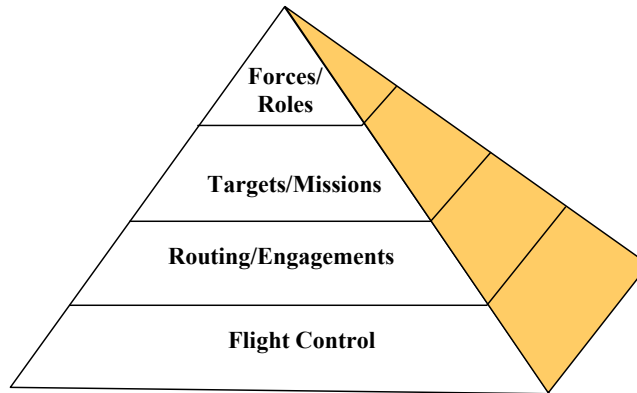 Forces/
Roles
Targets/Missions
Routing/Engagements
Flight Control